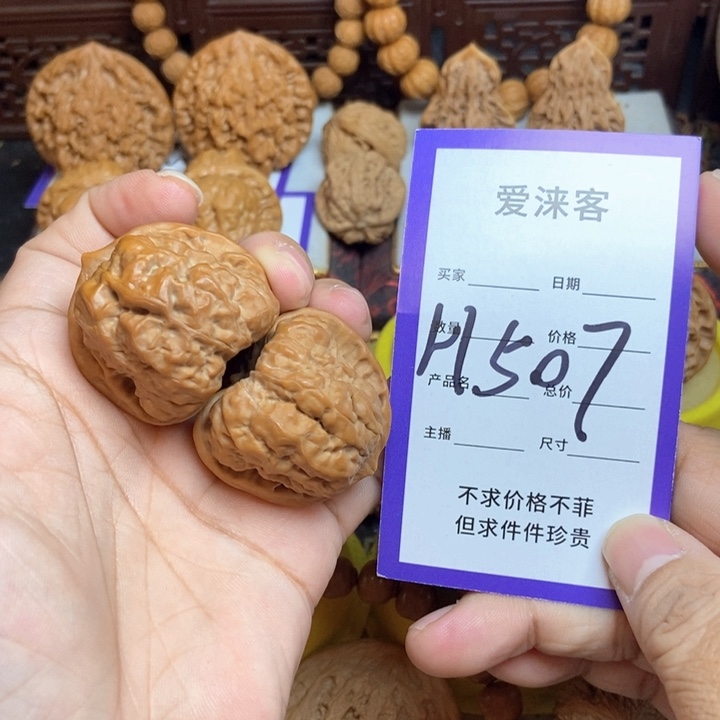 爱涞客
买家 日期
数量 价格
H507
产品名 总价
主播 尺寸
不求价格不菲
但求件件珍贵